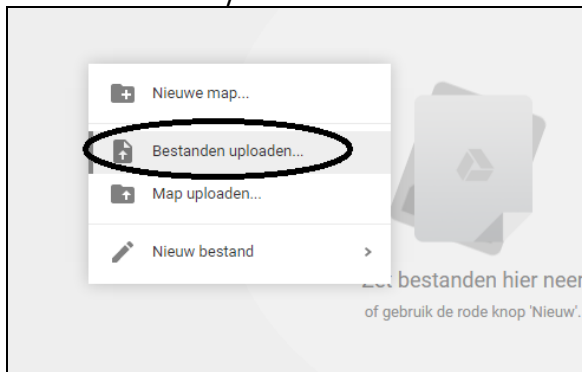 Nieuwe map...
Bestanden uploaden...
Map uploaden...
Nieuw bestand
bestanden hier neer
of gebruik de rode knop 'Nieuw'.